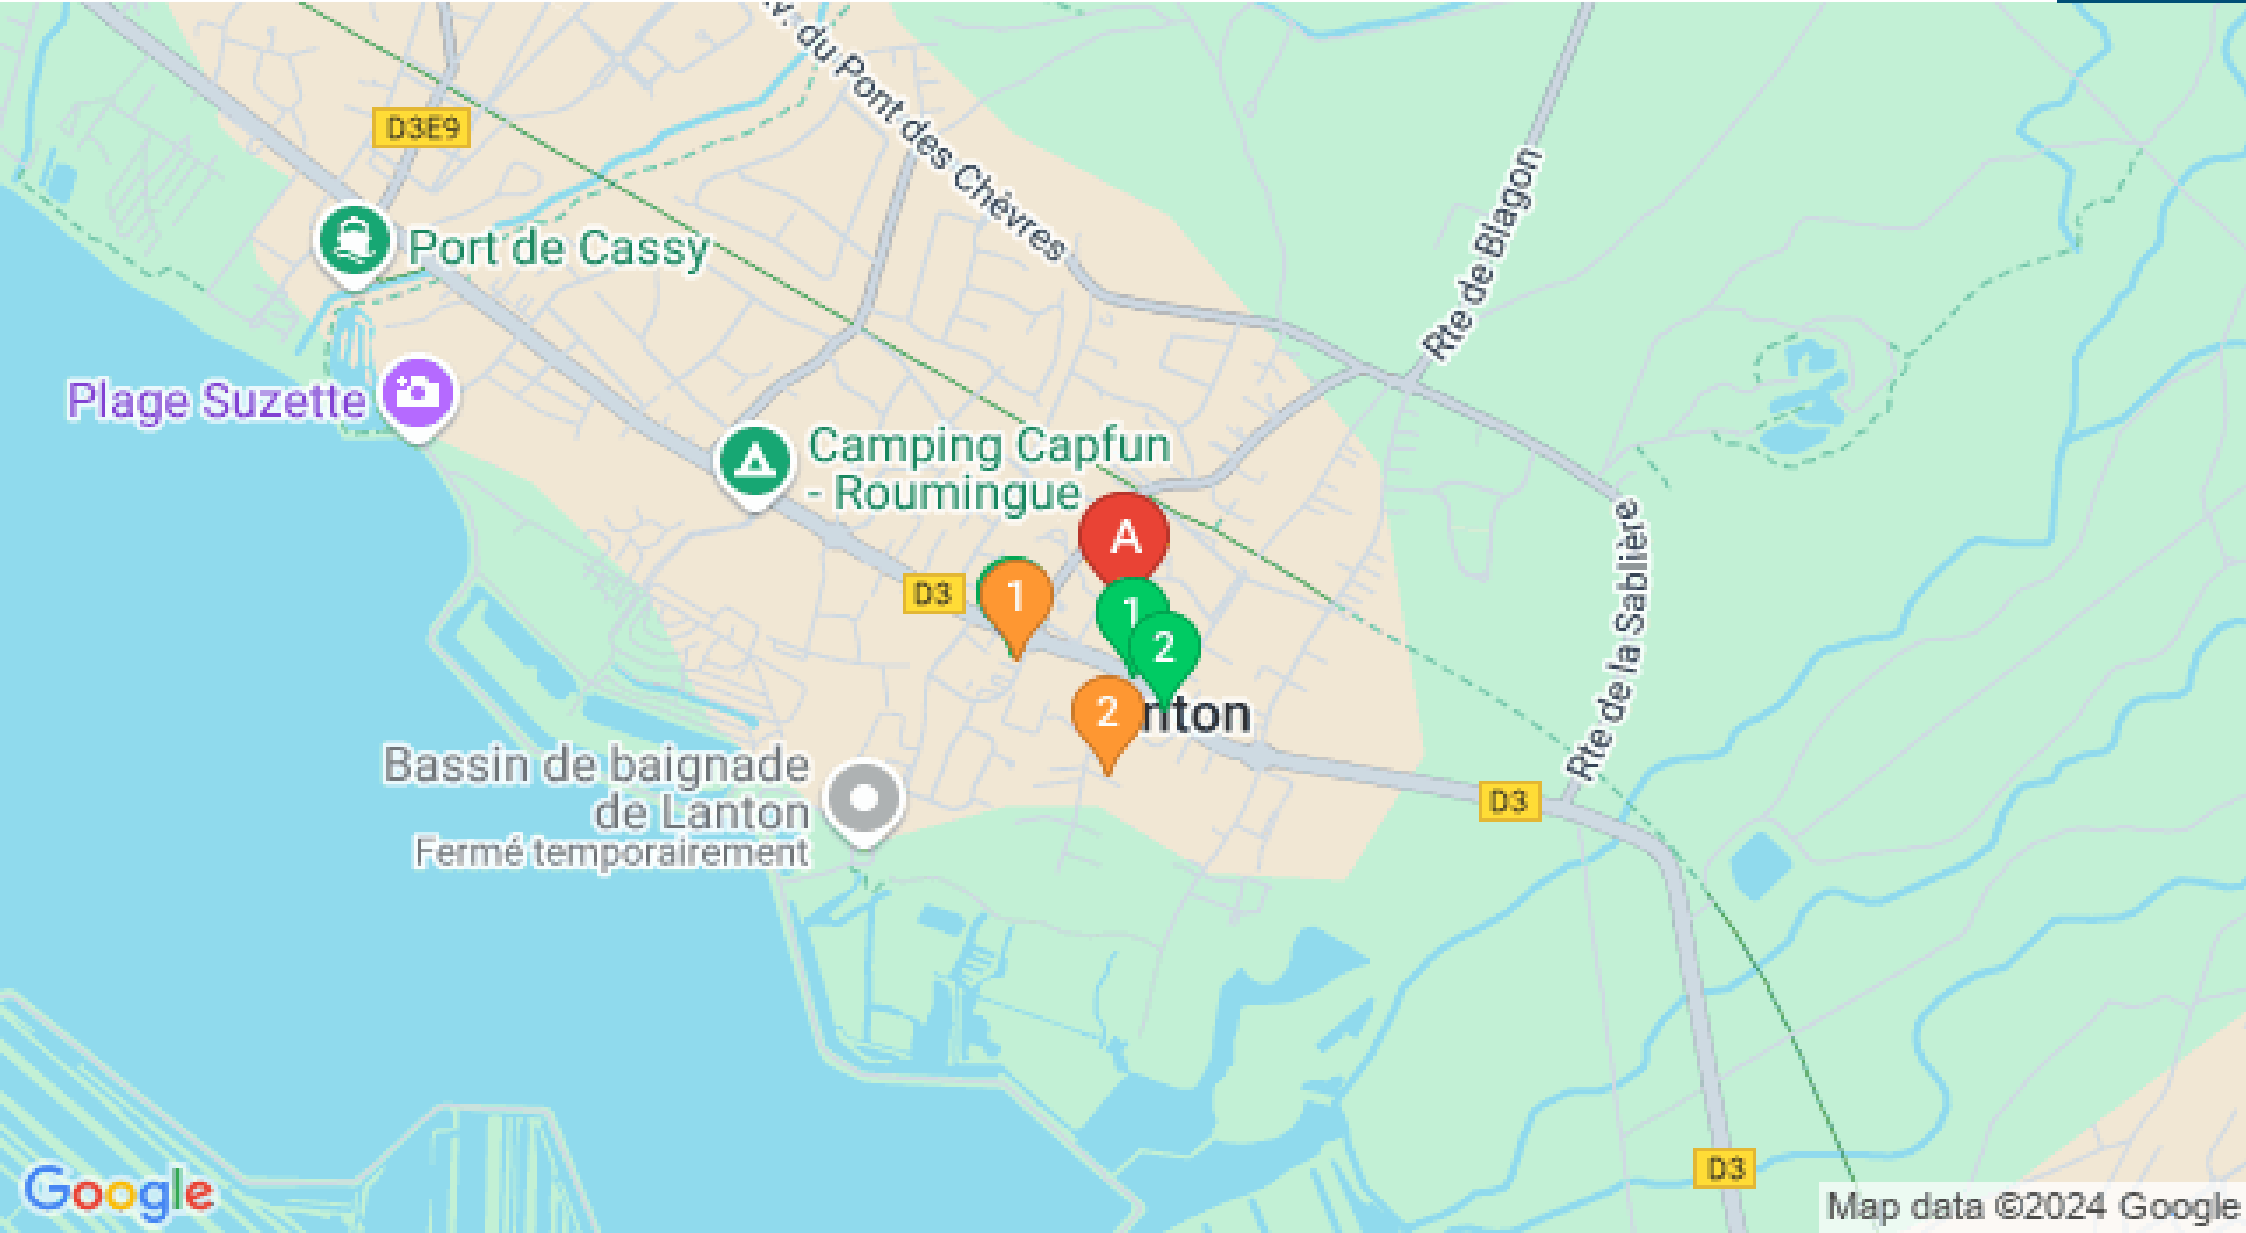 Av. du Pont des Chèvres
D3E9
Rte de Blagon
Port de Cassy
Plage Suzette
Camping Capfun
- Roumingue
A
D3
1
1
2
Rte de la Sablière
2
nton
Bassin de baignade
de Lanton
Fermé temporairement
D3
D3
Google
Map data ©2024 Google